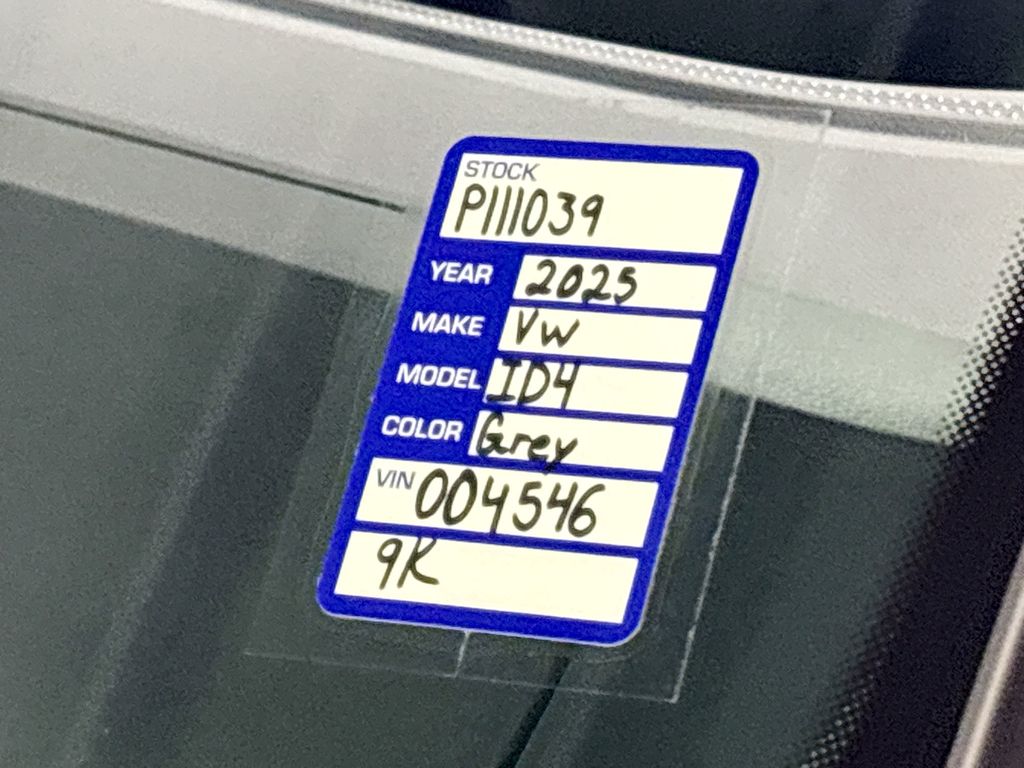 STOCK
P111039
YEAR 2025
MAKE VW
MODEL ID4
COLOR Grey
VIN 004546
9K